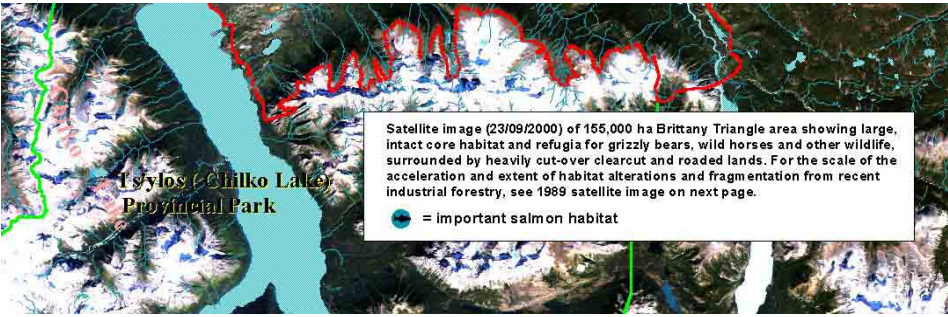 Satellite image (23/09/2000) of 155,000 ha Brittany Triangle area showing large,
intact core habitat and refugia for grizzly bears, wild horses and other wildlife,
surrounded by heavily cut-over clearcut and roaded lands. For the scale of the
acceleration and extent of habitat alterations and fragmentation from recent
industrial forestry, see 1989 satellite image on next page.
= important salmon habitat
Ts'ylos (-Chilko Lake)
Provincial Park